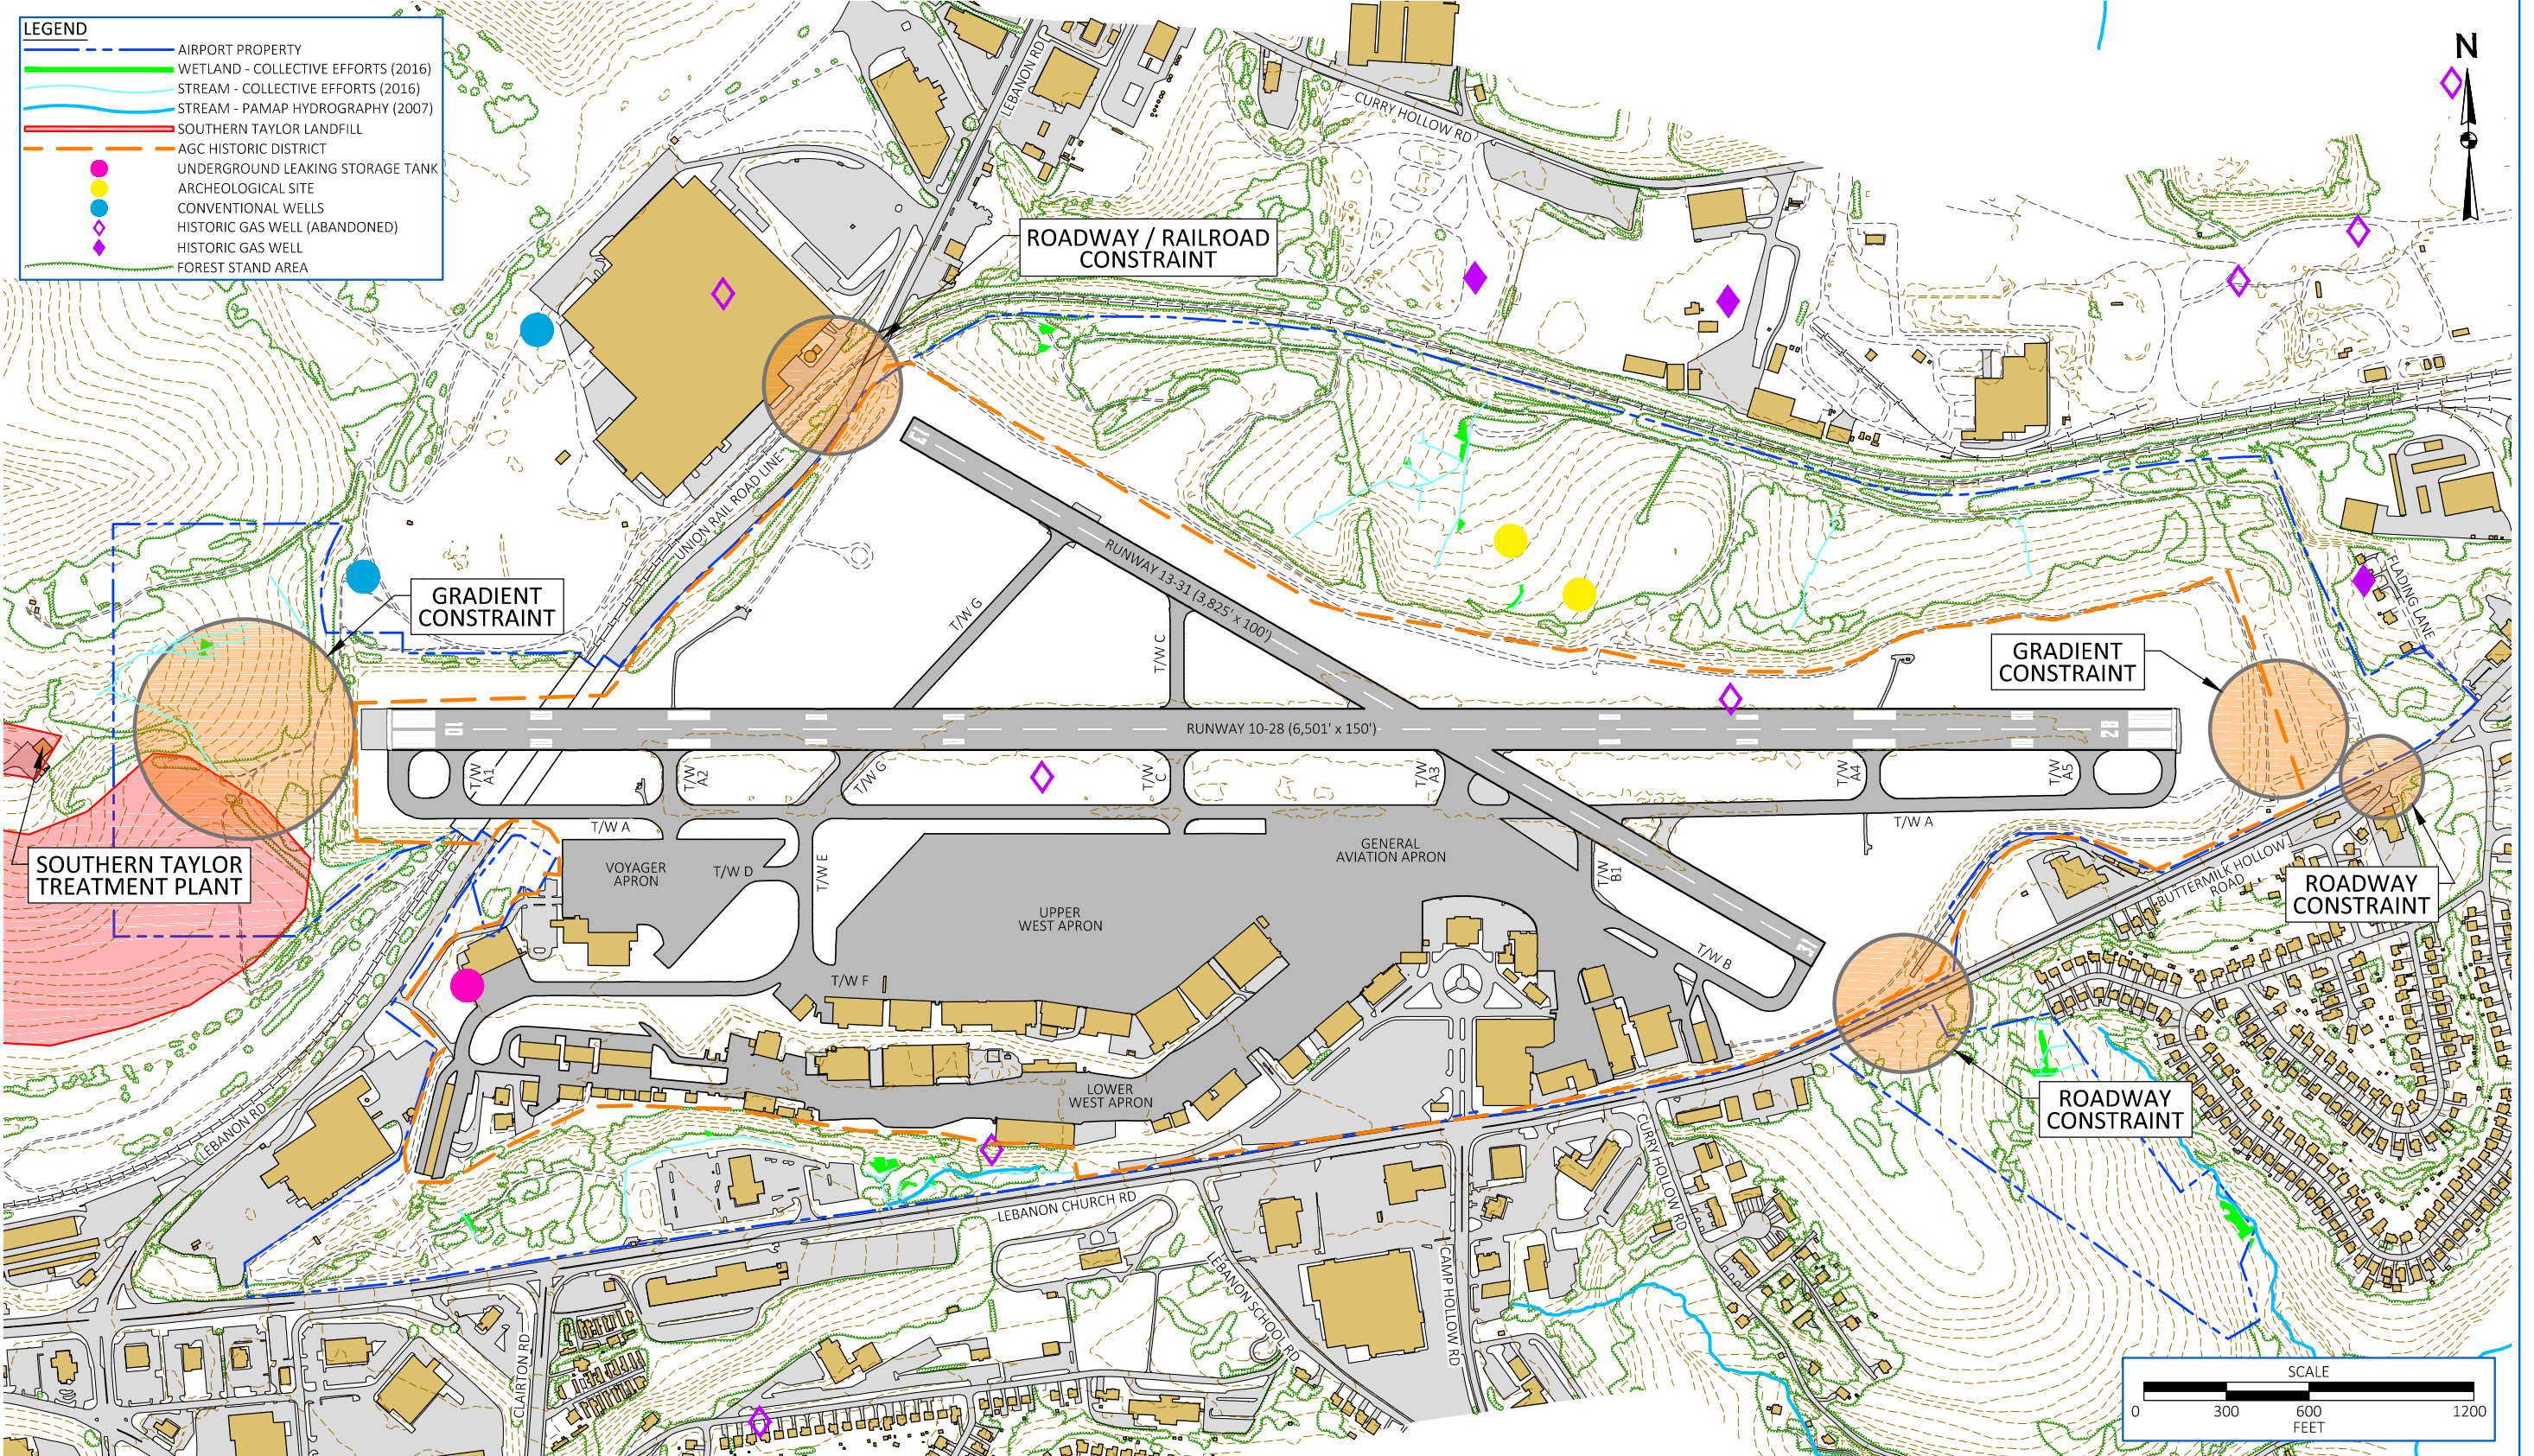 LEGEND
AIRPORT PROPERTY
WETLAND - COLLECTIVE EFFORTS (2016)
STREAM - COLLECTIVE EFFORTS (2016)
STREAM - PAMAP HYDROGRAPHY (2007)
SOUTHERN TAYLOR LANDFILL
AGC HISTORIC DISTRICT
UNDERGROUND LEAKING STORAGE TANK
ARCHEOLOGICAL SITE
CONVENTIONAL WELLS
HISTORIC GAS WELL (ABANDONED)
HISTORIC GAS WELL
FOREST STAND AREA
N
LEBANON RD
CURRY HOLLOW RD
ROADWAY / RAILROAD
CONSTRAINT
13
UNION RAIL ROAD LINE
RUNWAY 13-31 (3,825' x 100')
GRADIENT
CONSTRAINT
T/W G
T/W C
GRADIENT
CONSTRAINT
FLADING LANE
10
RUNWAY 10-28 (6,501' x 150')
28
T/W
A1
T/W
A2
T/W G
T/W
C
T/W
A3
T/W
A4
T/W
A5
T/W A
T/W A
SOUTHERN TAYLOR
TREATMENT PLANT
VOYAGER
APRON
T/W D
T/W E
GENERAL
AVIATION APRON
T/W
B1
BUTTERMILK HOLLOW
ROAD
ROADWAY
CONSTRAINT
UPPER
WEST APRON
T/W F
T/W B
31
LOWER
WEST APRON
ROADWAY
CONSTRAINT
LEBANON RD
LEBANON CHURCH RD
CURRY HOLLOW RD
LEBANON SCHOOL RD
CAMP HOLLOW RD
CLAIRTON RD
SCALE
0 300 600 1200
FEET